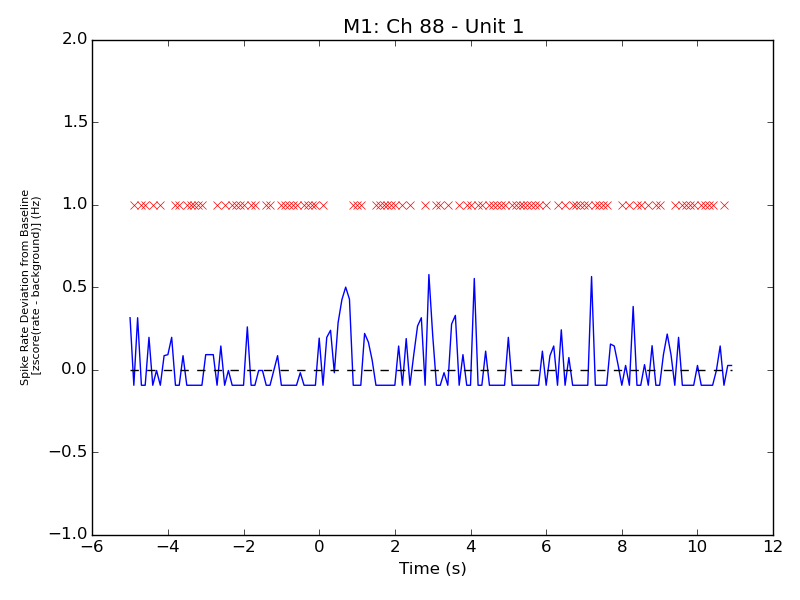 M1: Ch 88 - Unit 1
2.0
1.5
1.0
0.5
0.0
−0.5
−1.0
Spike Rate Deviation from Baseline
[zscore(rate - background)] (Hz)
−6 −4 −2 0 2 4 6 8 10 12
Time (s)